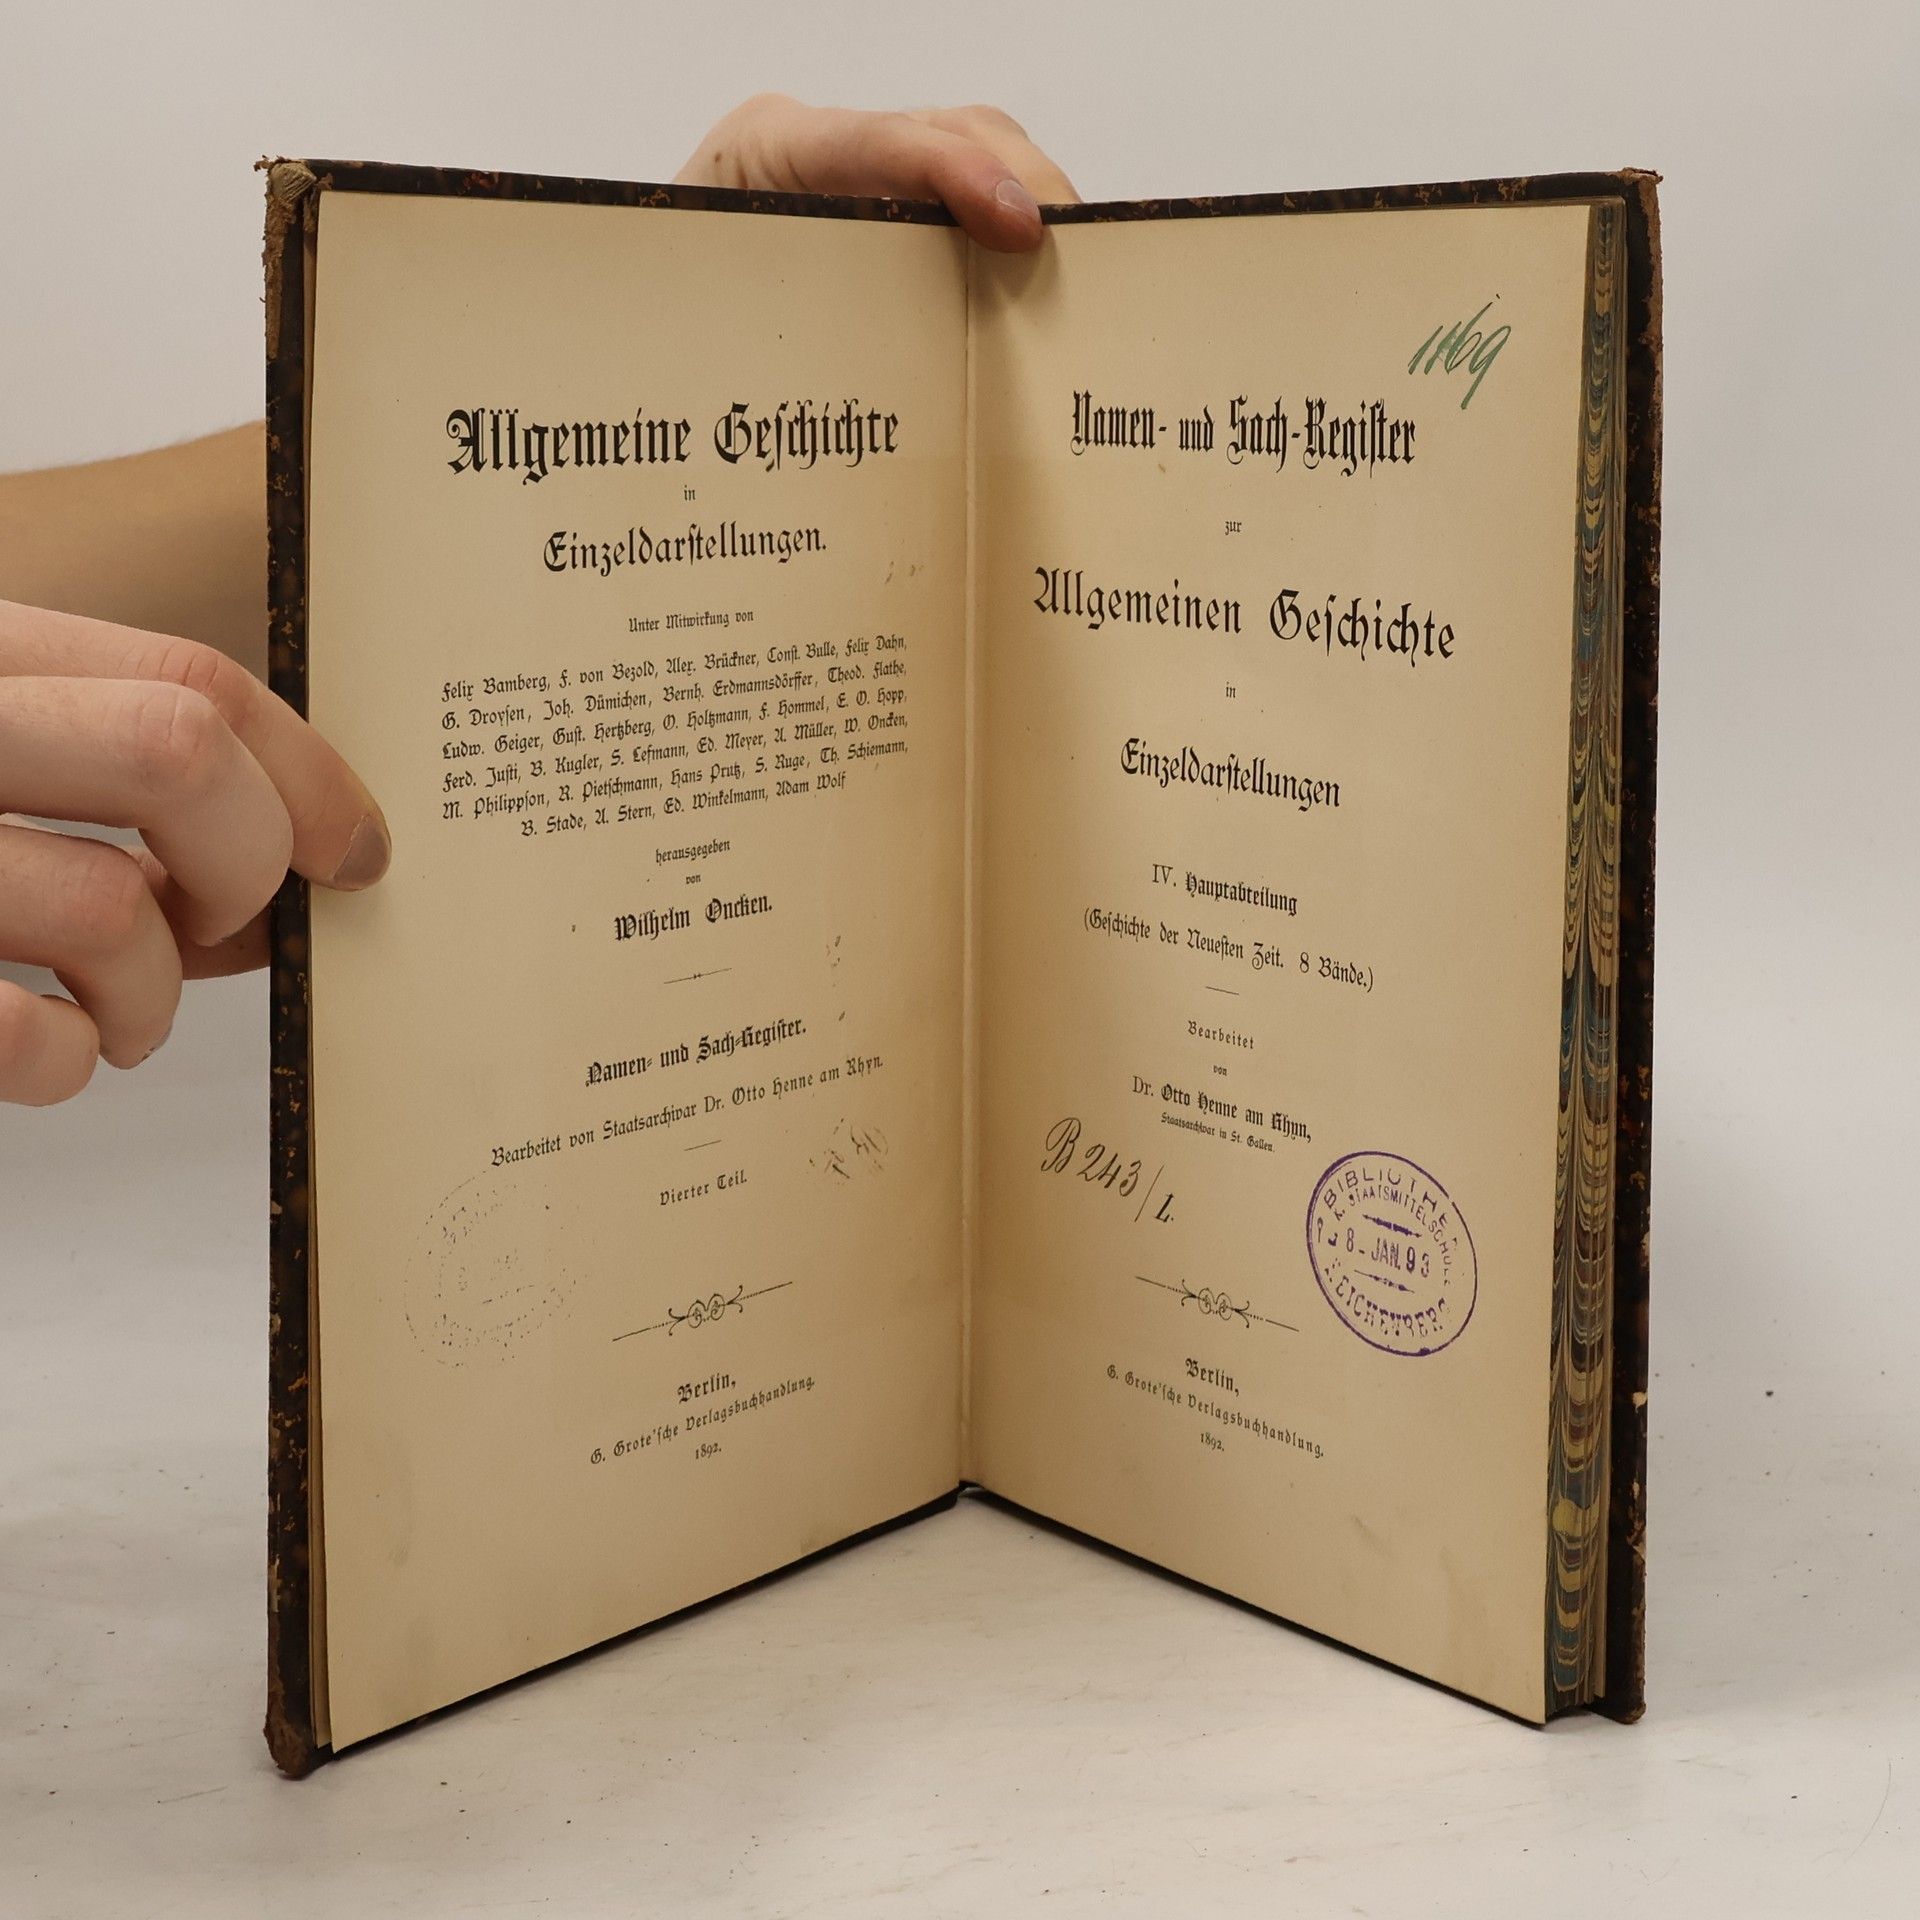 Allgemeine Geschichte
in
Einzeldarstellungen.
Unter Mitwirkung von
Felix Bamberg, F. von Bezold, Alex. Brückner, Const. Bulle, Felix Dahn,
G. Droysen, Joh. Dümichen, Bernh. Erdmannsdörffer, Theod. Flathe,
Ludw. Geiger, Gust. Hertzberg, O. Holtzmann, F. Hommel, E. O. Hopp,
Ferd. Justi, B. Kugler, S. Lefmann, Ed. Meyer, A. Müller, W. Oncken,
M. Philippson, R. Pietschmann, Hans Prutz, S. Ruge, Th. Schiemann,
B. Stade, A. Stern, Ed. Winkelmann, Adam Wolf
herausgegeben
von
Wilhelm Oncken.
Namen- und Sach-Register.
Bearbeitet von Staatsarchivar Dr. Otto Henne am Rhyn.
Vierter Teil.
Berlin,
G. Grote'sche Verlagsbuchhandlung.
1892.
Namen- und Sach-Register
zur
Allgemeinen Geschichte
in
Einzeldarstellungen
IV. Hauptabteilung
(Geschichte der Neuesten Zeit. 8 Bände.)
Bearbeitet
von
Dr. Otto Henne am Rhyn,
Staatsarchivar in St. Gallen.
B 243/1.
BIBLIOTHEK
K. STAATSMITTELSCHULE
8-JAN.93
REICHENBERG
Berlin,
G. Grote'sche Verlagsbuchhandlung.
1892.